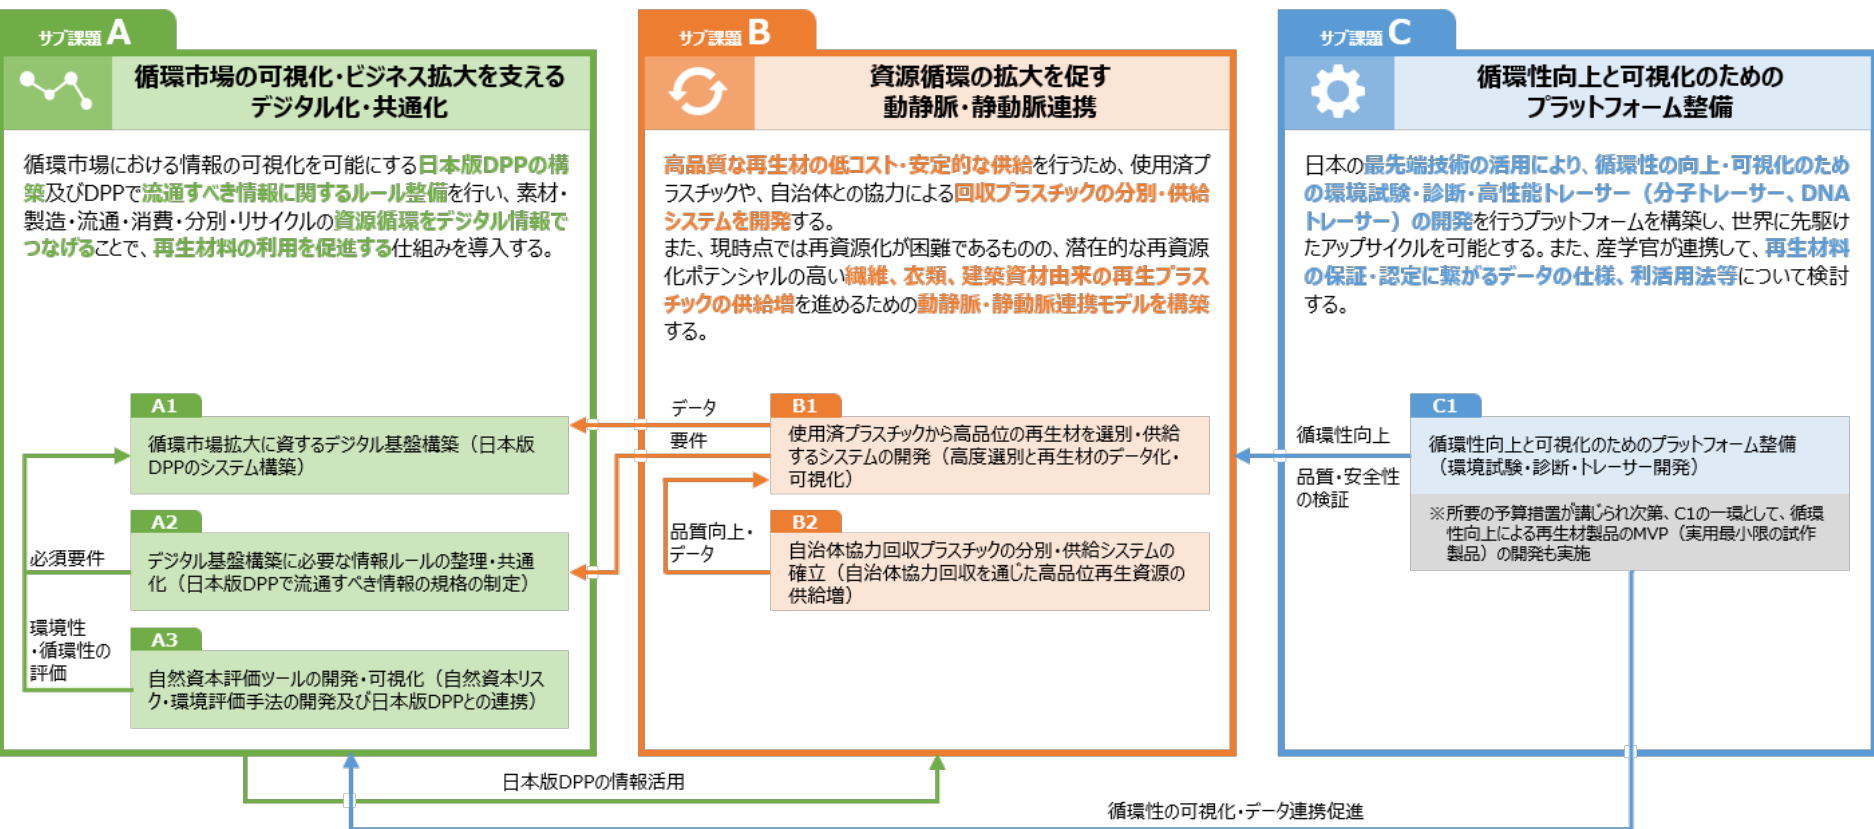 サブ課題 A
循環市場の可視化・ビジネス拡大を支える
デジタル化・共通化
循環市場における情報の可視化を可能にする日本版DPPの構
築及びDPPで流通すべき情報に関するルール整備を行い、素材・
製造・流通・消費・分別・リサイクルの資源循環をデジタル情報で
つなげることで、再生材料の利用を促進する仕組みを導入する。
A1
循環市場拡大に資するデジタル基盤構築（日本版
DPPのシステム構築）
A2
デジタル基盤構築に必要な情報ルールの整理・共通
化（日本版DPPで流通すべき情報の規格の制定）
A3
自然資本評価ツールの開発・可視化（自然資本リス
ク・環境評価手法の開発及び日本版DPPとの連携）
必須要件
環境性
・循環性の
評価
サブ課題 B
資源循環の拡大を促す
動静脈・静動脈連携
高品質な再生材の低コスト・安定的な供給を行うため、使用済プ
ラスチックや、自治体との協力による回収プラスチックの分別・供給
システムを開発する。
また、現時点では再資源化が困難であるものの、潜在的な再資源
化ポテンシャルの高い繊維、衣類、建築資材由来の再生プラス
チックの供給増を進めるための動静脈・静動脈連携モデルを構築
する。
データ
要件
B1
使用済プラスチックから高品位の再生材を選別・供給
するシステムの開発（高度選別と再生材のデータ化・
可視化）
品質向上・
データ
B2
自治体協力回収プラスチックの分別・供給システムの
確立（自治体協力回収を通じた高品位再生資源の
供給増）
サブ課題 C
循環性向上と可視化のための
プラットフォーム整備
日本の最先端技術の活用により、循環性の向上・可視化のため
の環境試験・診断・高性能トレーサー（分子トレーサー、DNA
トレーサー）の開発を行うプラットフォームを構築し、世界に先駆け
たアップサイクルを可能とする。また、産学官が連携して、再生材料
の保証・認定に繋がるデータの仕様、利活用法等について検討
する。
循環性向上
品質・安全性
の検証
C1
循環性向上と可視化のためのプラットフォーム整備
（環境試験・診断・トレーサー開発）
※所要の予算措置が講じられ次第、C1の一環として、循環
性向上による再生材製品のMVP（実用最小限の試作
製品）の開発も実施
日本版DPPの情報活用
循環性の可視化・データ連携促進